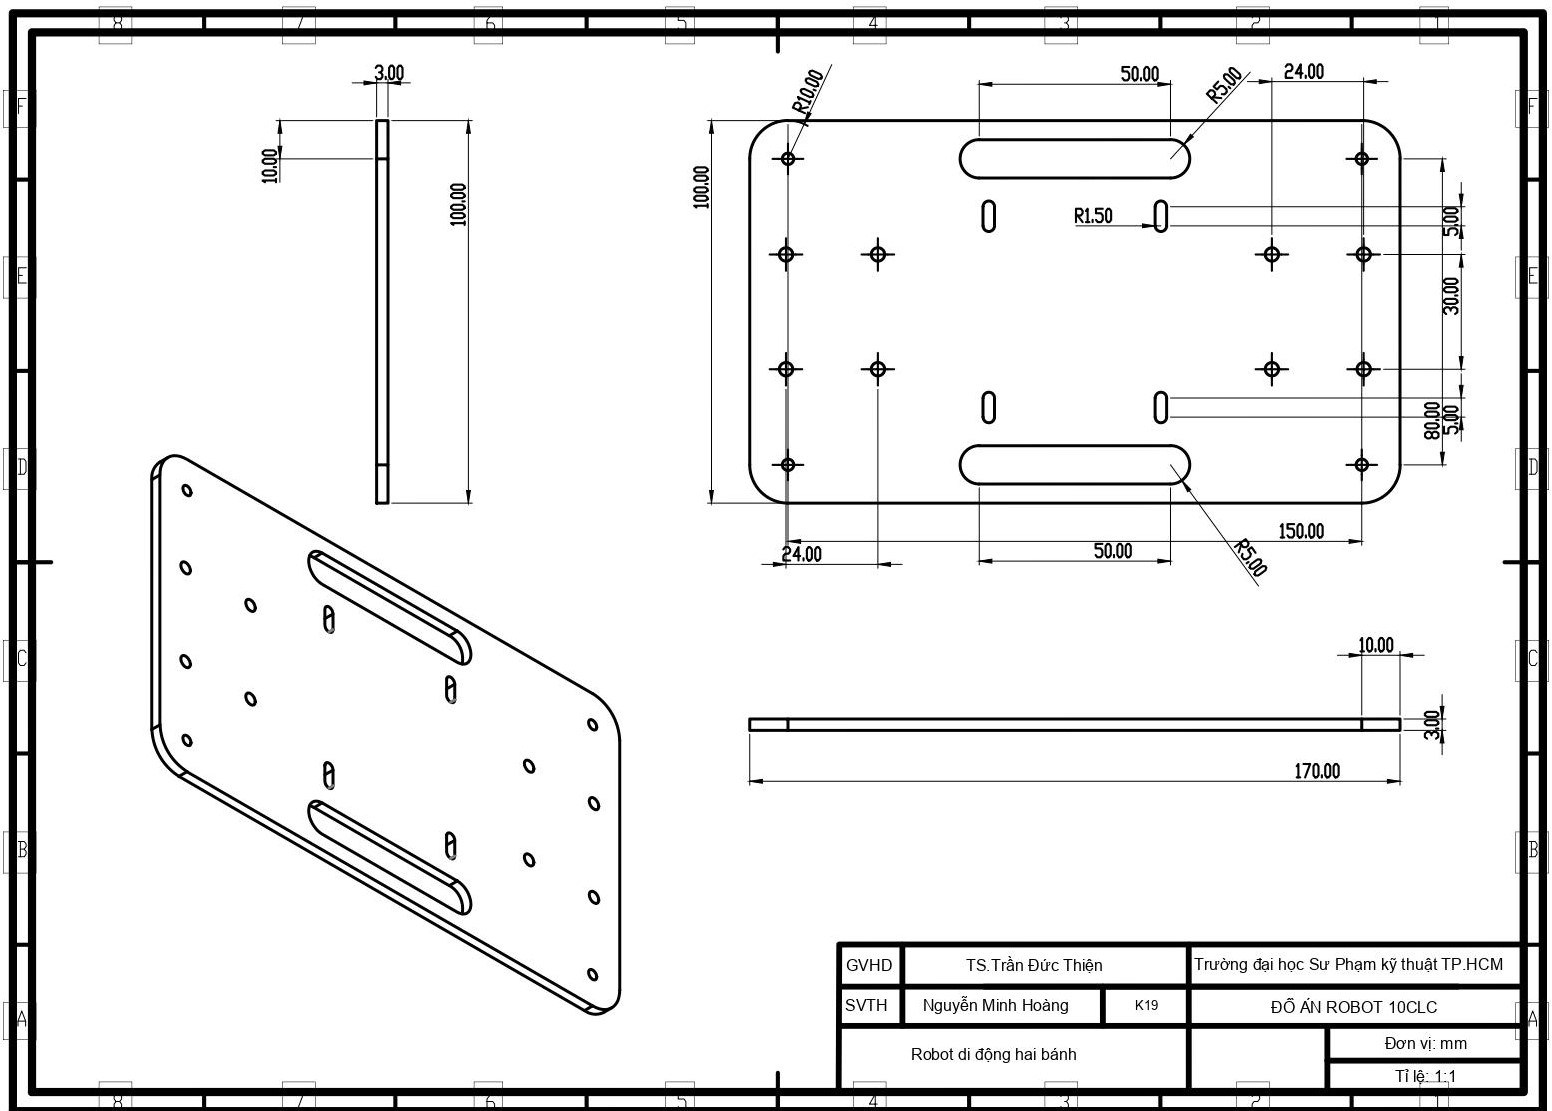 8 7 6 5 4 3 2 1
F
F
E
E
D
D
C
C
B
B
A
A
3.00
10.00
100.00
R10.00
50.00
R5.00
24.00
100.00
R1.50
5.00
30.00
80.00
5.00
150.00
24.00
50.00
R5.00
10.00
3.00
170.00
GVHD TS.Trần Đức Thiện Trường đại học Sư Phạm kỹ thuật TP.HCM
SVTH Nguyễn Minh Hoàng K19 ĐỒ ÁN ROBOT 10CLC
Robot di động hai bánh
Đơn vị: mm
Tỉ lệ: 1:1
8 7 6 5 4 3 2 1